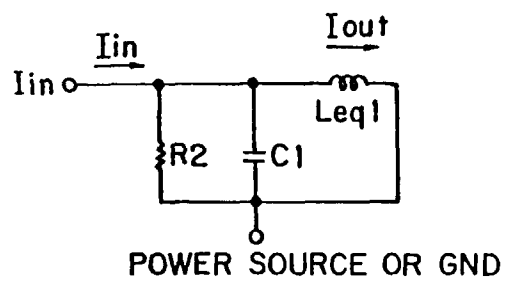 Iout
Iin
Iin
Leq1
R2
C1
POWER SOURCE OR GND